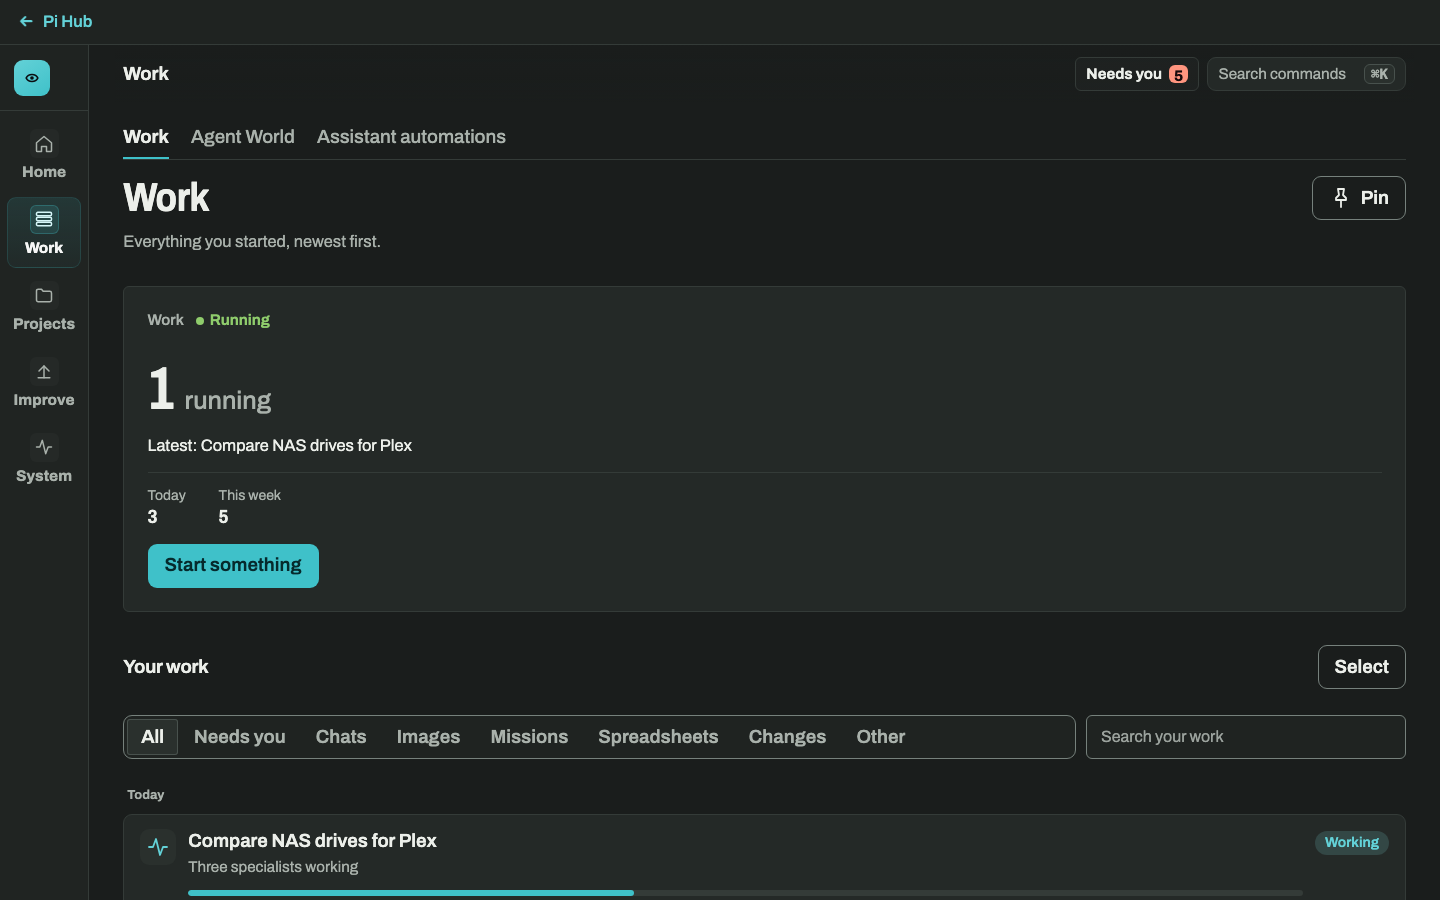 Pi Hub
Work
Needs you 5
Search commands ⌘K
Home
Work
Projects
Improve
System
Work Agent World Assistant automations
Work
Pin
Everything you started, newest first.
Work Running
1 running
Latest: Compare NAS drives for Plex
Today This week
3 5
Start something
Your work
Select
All Needs you Chats Images Missions Spreadsheets Changes Other
Search your work
Today
Compare NAS drives for Plex
Working
Three specialists working